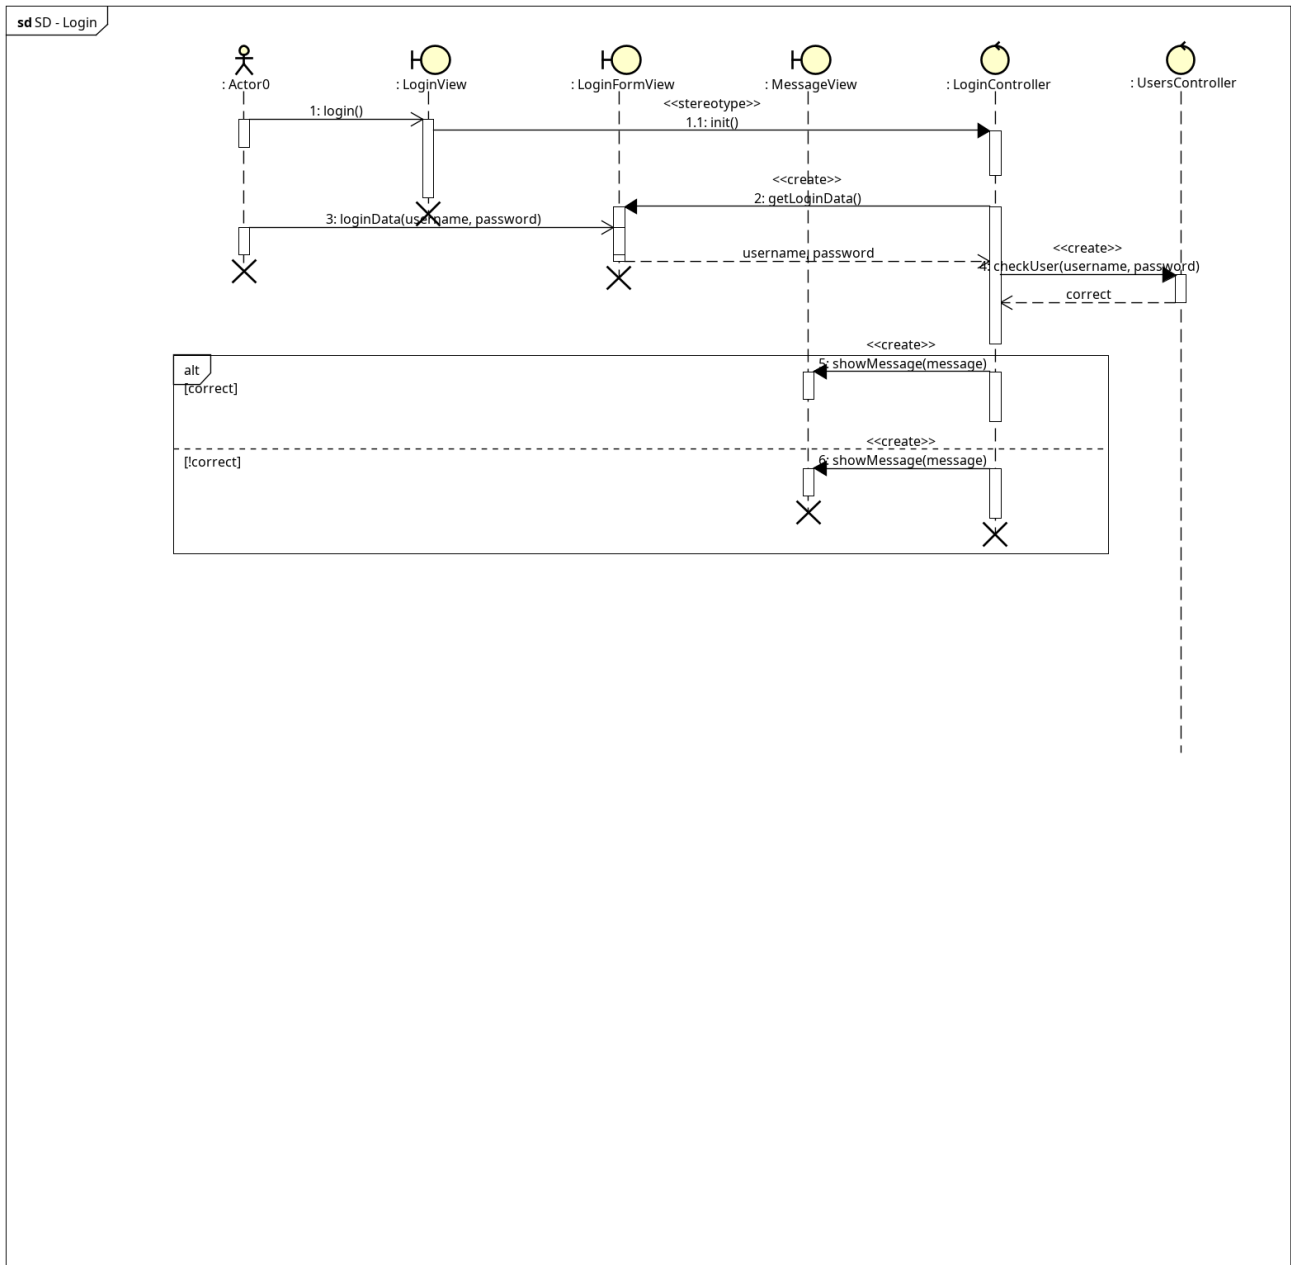 sd SD - Login
: Actor0
: LoginView
: LoginFormView
: MessageView
: LoginController
: UsersController
<<stereotype>>
1: login()
1.1: init()
<<create>>
2: getLoginData()
3: loginData(username, password)
<<create>>
username, password
4: checkUser(username, password)
correct
<<create>>
alt
5: showMessage(message)
[correct]
<<create>>
[!correct]
6: showMessage(message)